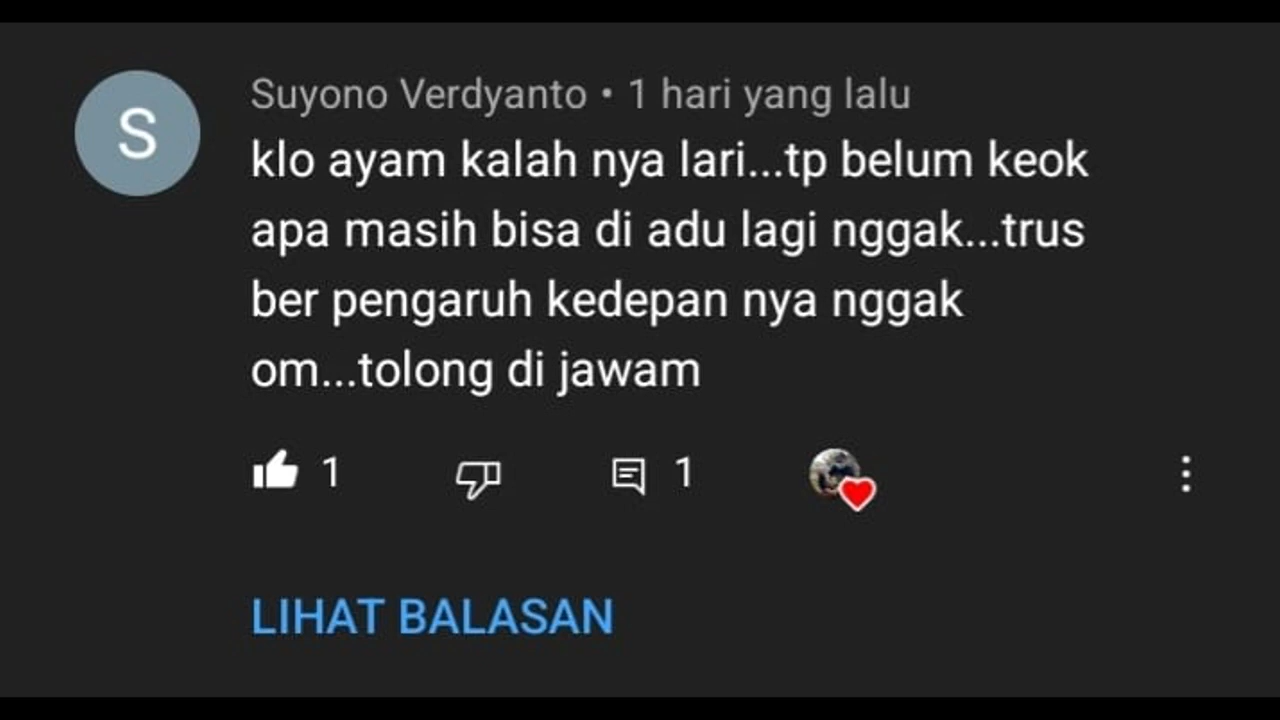 S
Suyono Verdyanto • 1 hari yang lalu
klo ayam kalah nya lari...tp belum keok
apa masih bisa di adu lagi nggak...trus
ber pengaruh kedepan nya nggak
om...tolong di jawam
1 1
LIHAT BALASAN